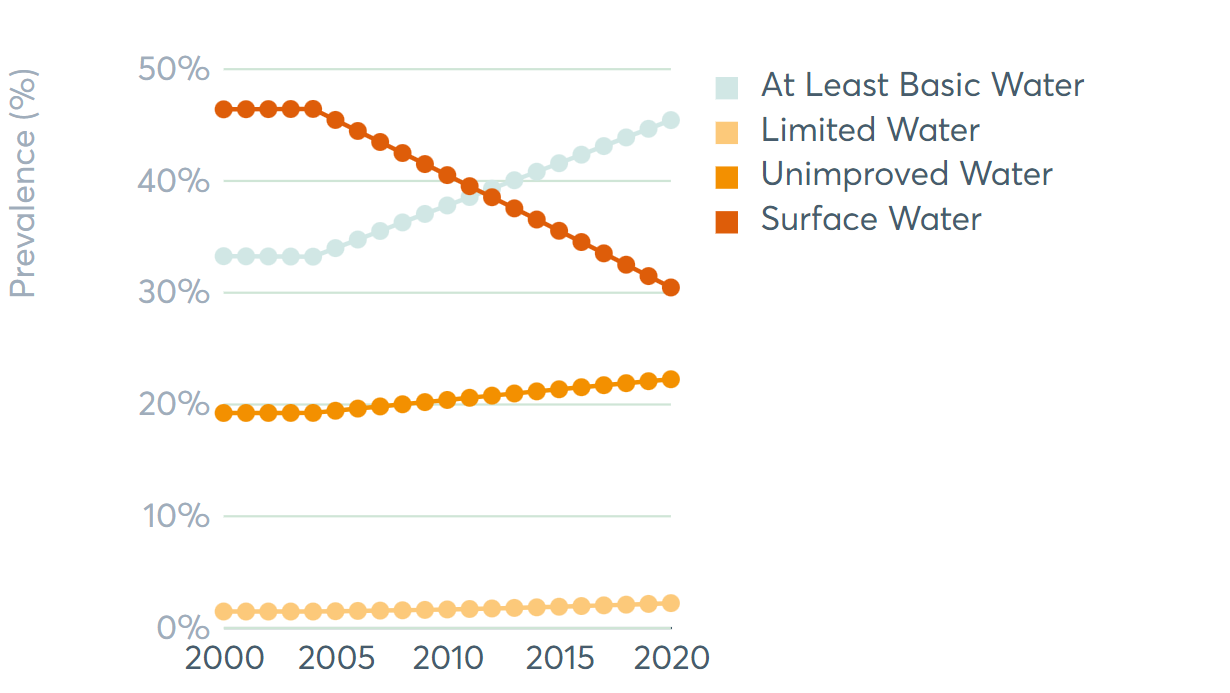 Prevalence (%)
50%
40%
30%
20%
10%
0%
2000 2005 2010 2015 2020
At Least Basic Water
Limited Water
Unimproved Water
Surface Water